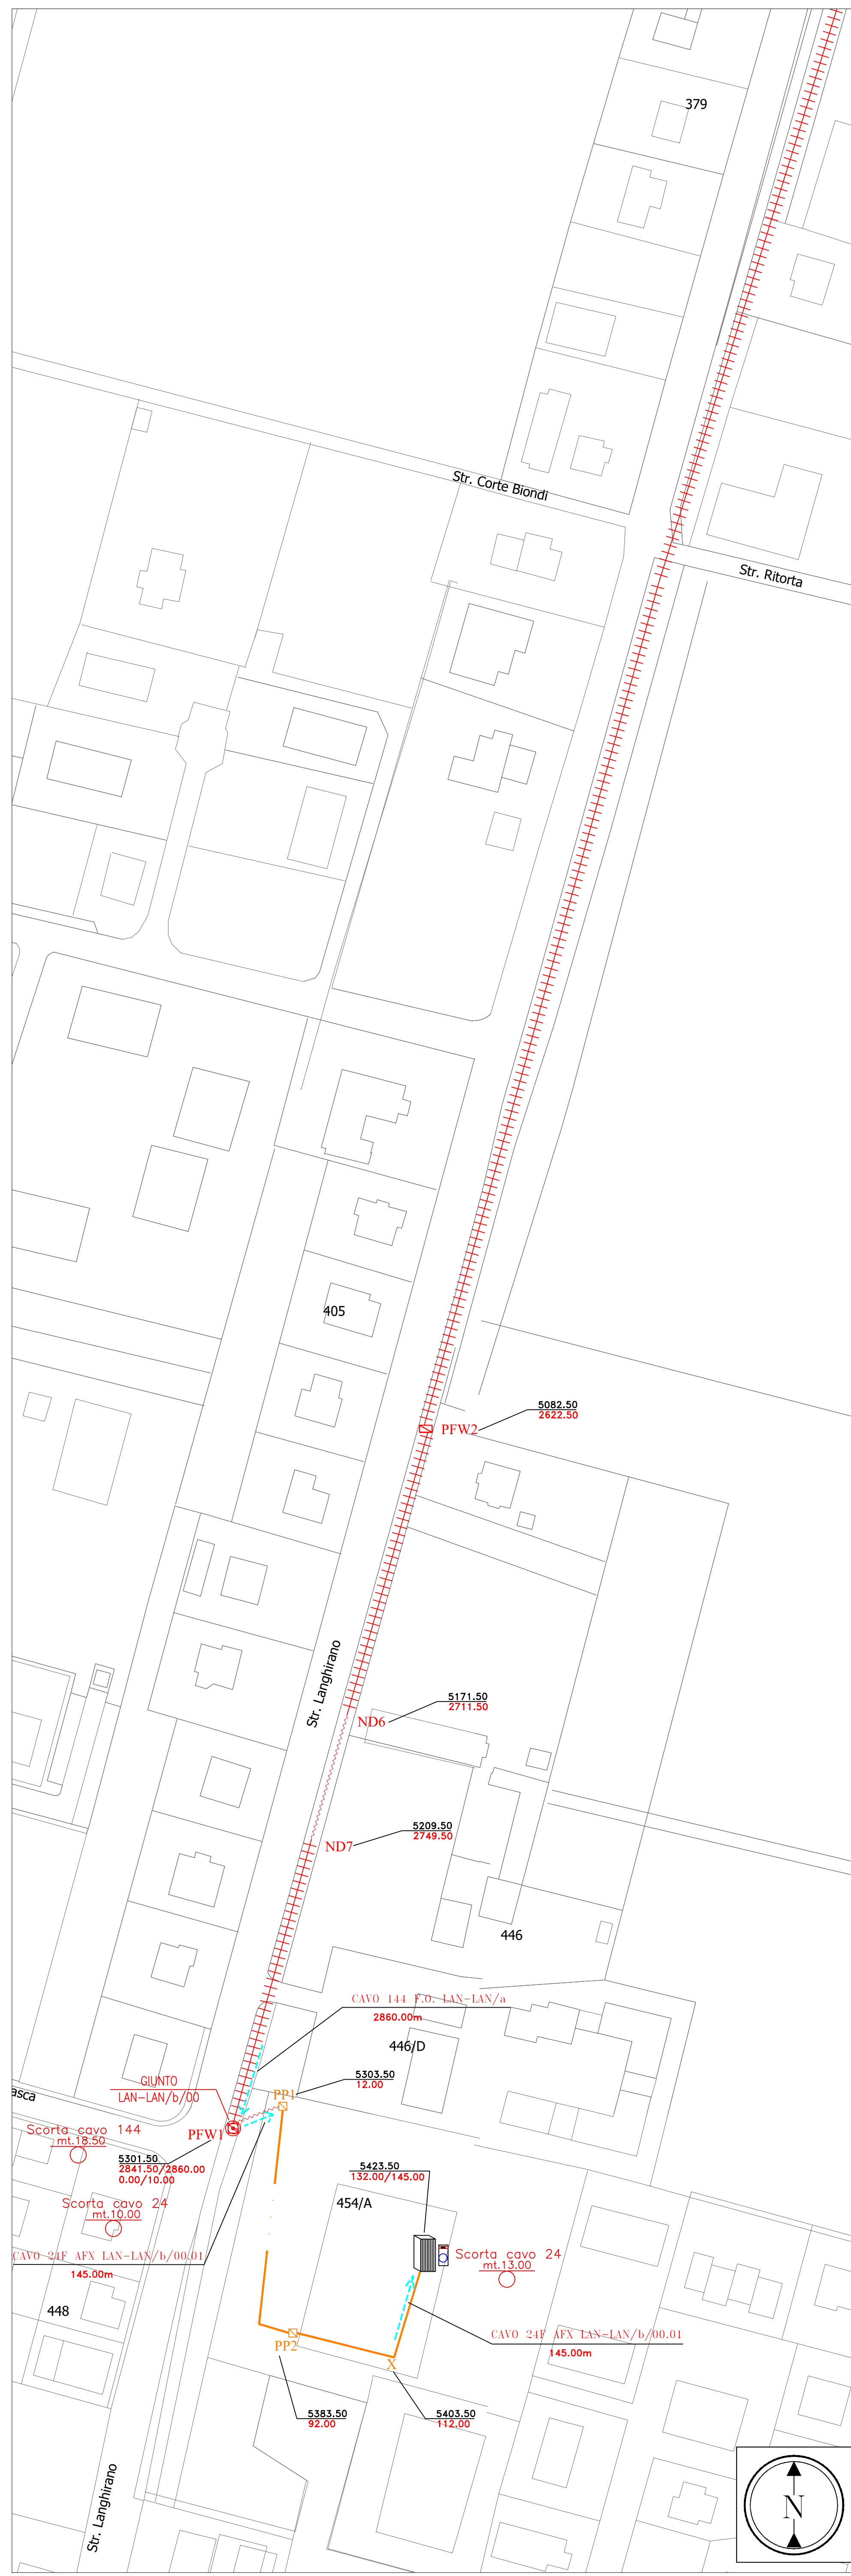 379
Str. Corte Biondi
Str. Ritorta
405
5082.50
2622.50
PFW2
Str. Langhirano
5171.50
2711.50
ND6
5209.50
2749.50
ND7
446
CAVO 144 F.O. LAN-LAN/a
2860.00m
446/D
GIUNTO
LAN-LAN/b/00
5303.50
12.00
PP1
asca
PFW1
Scorta cavo 144
mt.18.50
5301.50
2841.50/2860.00
0.00/10.00
5423.50
132.00/145.00
Scorta cavo 24
mt.10.00
454/A
Scorta cavo 24
mt.13.00
CAVO 24F AFX LAN-LAN/b/00.01
145.00m
448
CAVO 24F AFX LAN-LAN/b/00.01
145.00m
PP2
X
5383.50
92.00
5403.50
112.00
Str. Langhirano
N